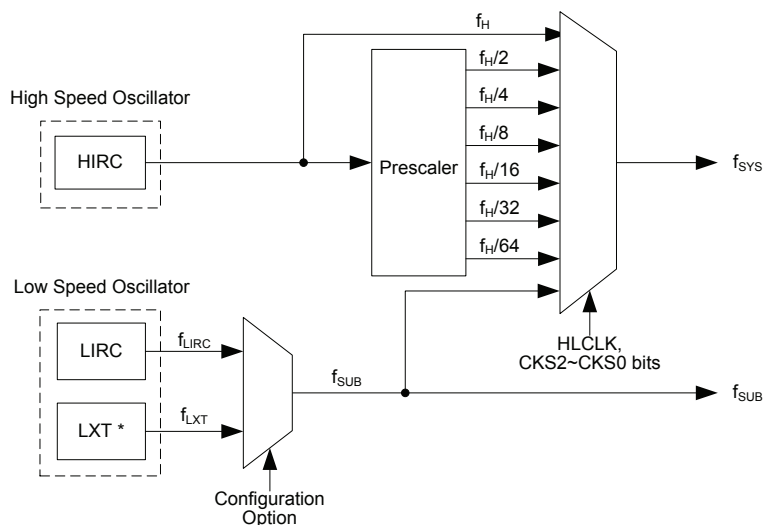 f_H
f_H/2
High Speed Oscillator
f_H/4
f_H/8
HIRC
Prescaler
f_SYS
f_H/16
f_H/32
f_H/64
Low Speed Oscillator
LIRC
f_LIRC
HLCLK,
CKS2~CKS0 bits
f_SUB
f_SUB
LXT *
f_LXT
Configuration
Option